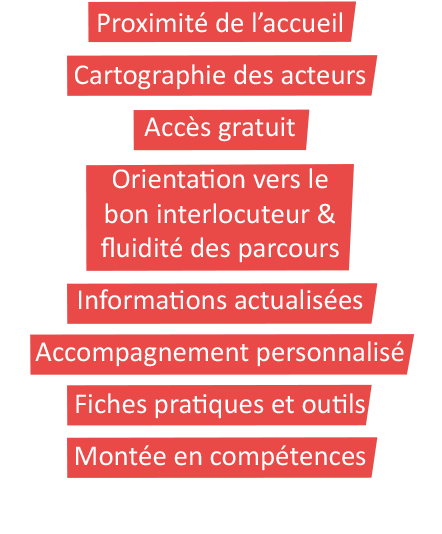 Proximité de l’accueil
Cartographie des acteurs
Accès gratuit
Orientation vers le
bon interlocuteur &
fluidité des parcours
Informations actualisées
Accompagnement personnalisé
Fiches pratiques et outils
Montée en compétences